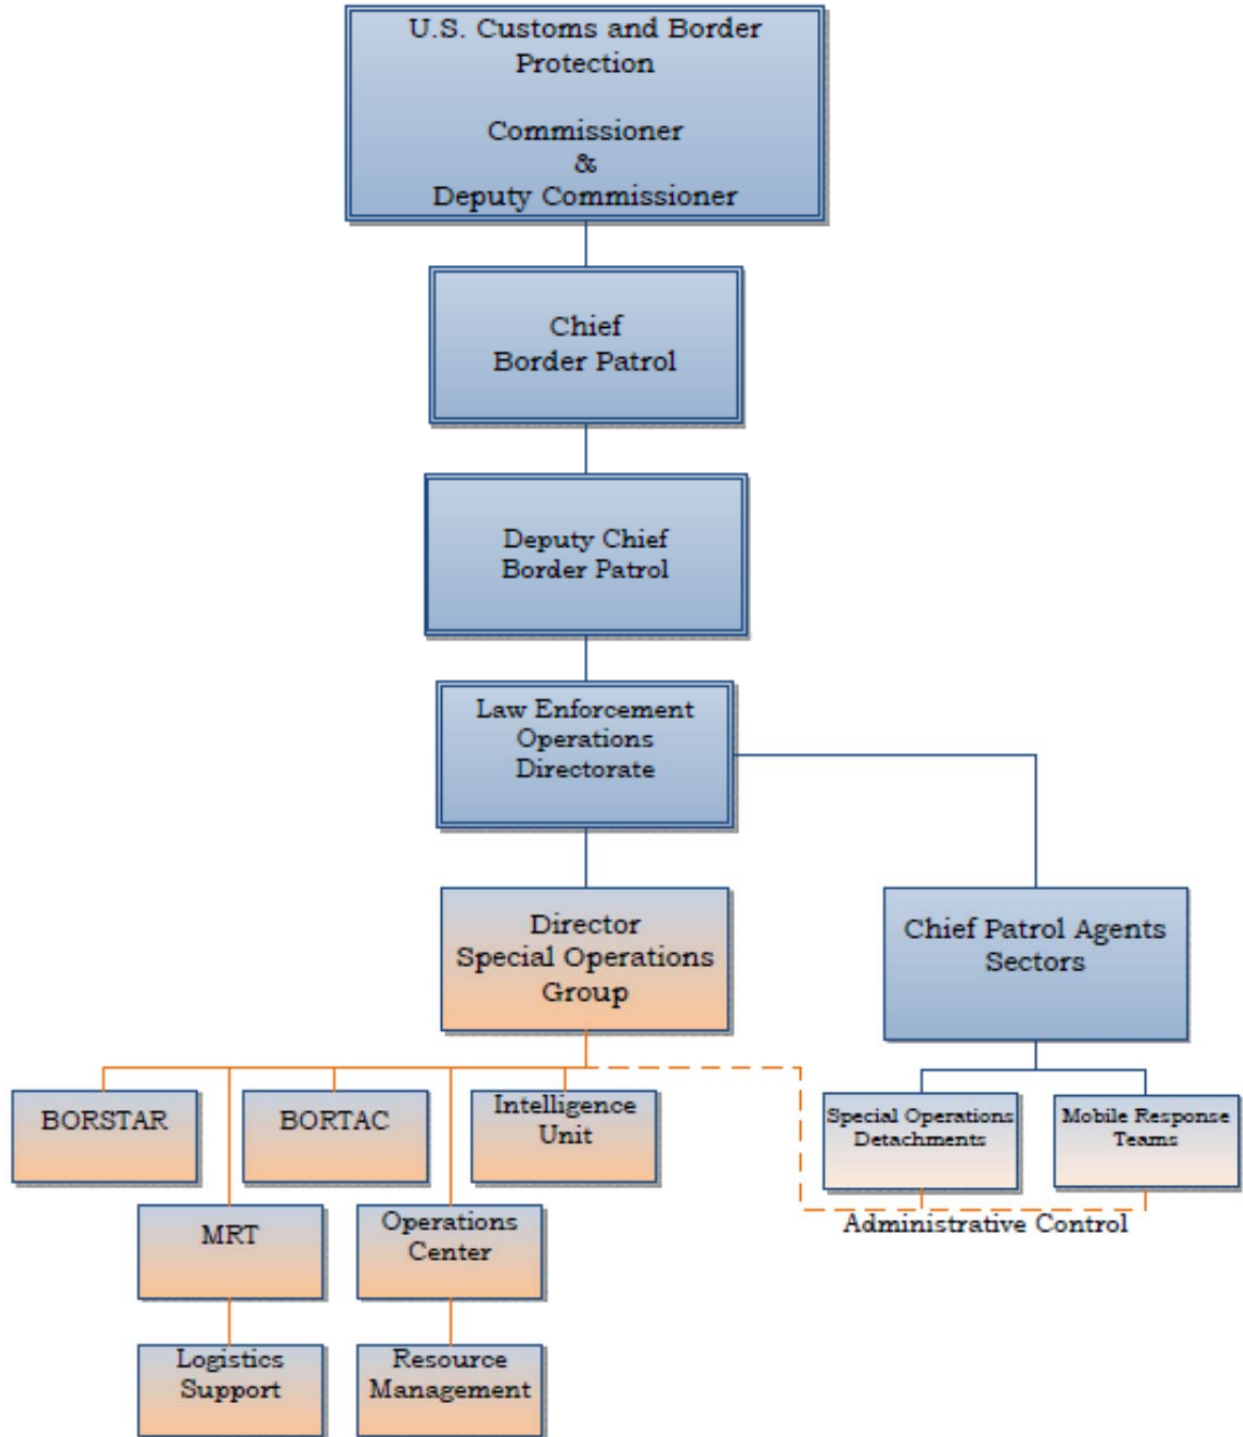 U.S. Customs and Border
Protection
Commissioner
&
Deputy Commissioner
Chief
Border Patrol
Deputy Chief
Border Patrol
Law Enforcement
Operations
Directorate
Director
Special Operations
Group
Chief Patrol Agents
Sectors
BORSTAR
BORTAC
Intelligence
Unit
Special Operations
Detachments
Mobile Response
Teams
MRT
Operations
Center
Administrative Control
Logistics
Support
Resource
Management